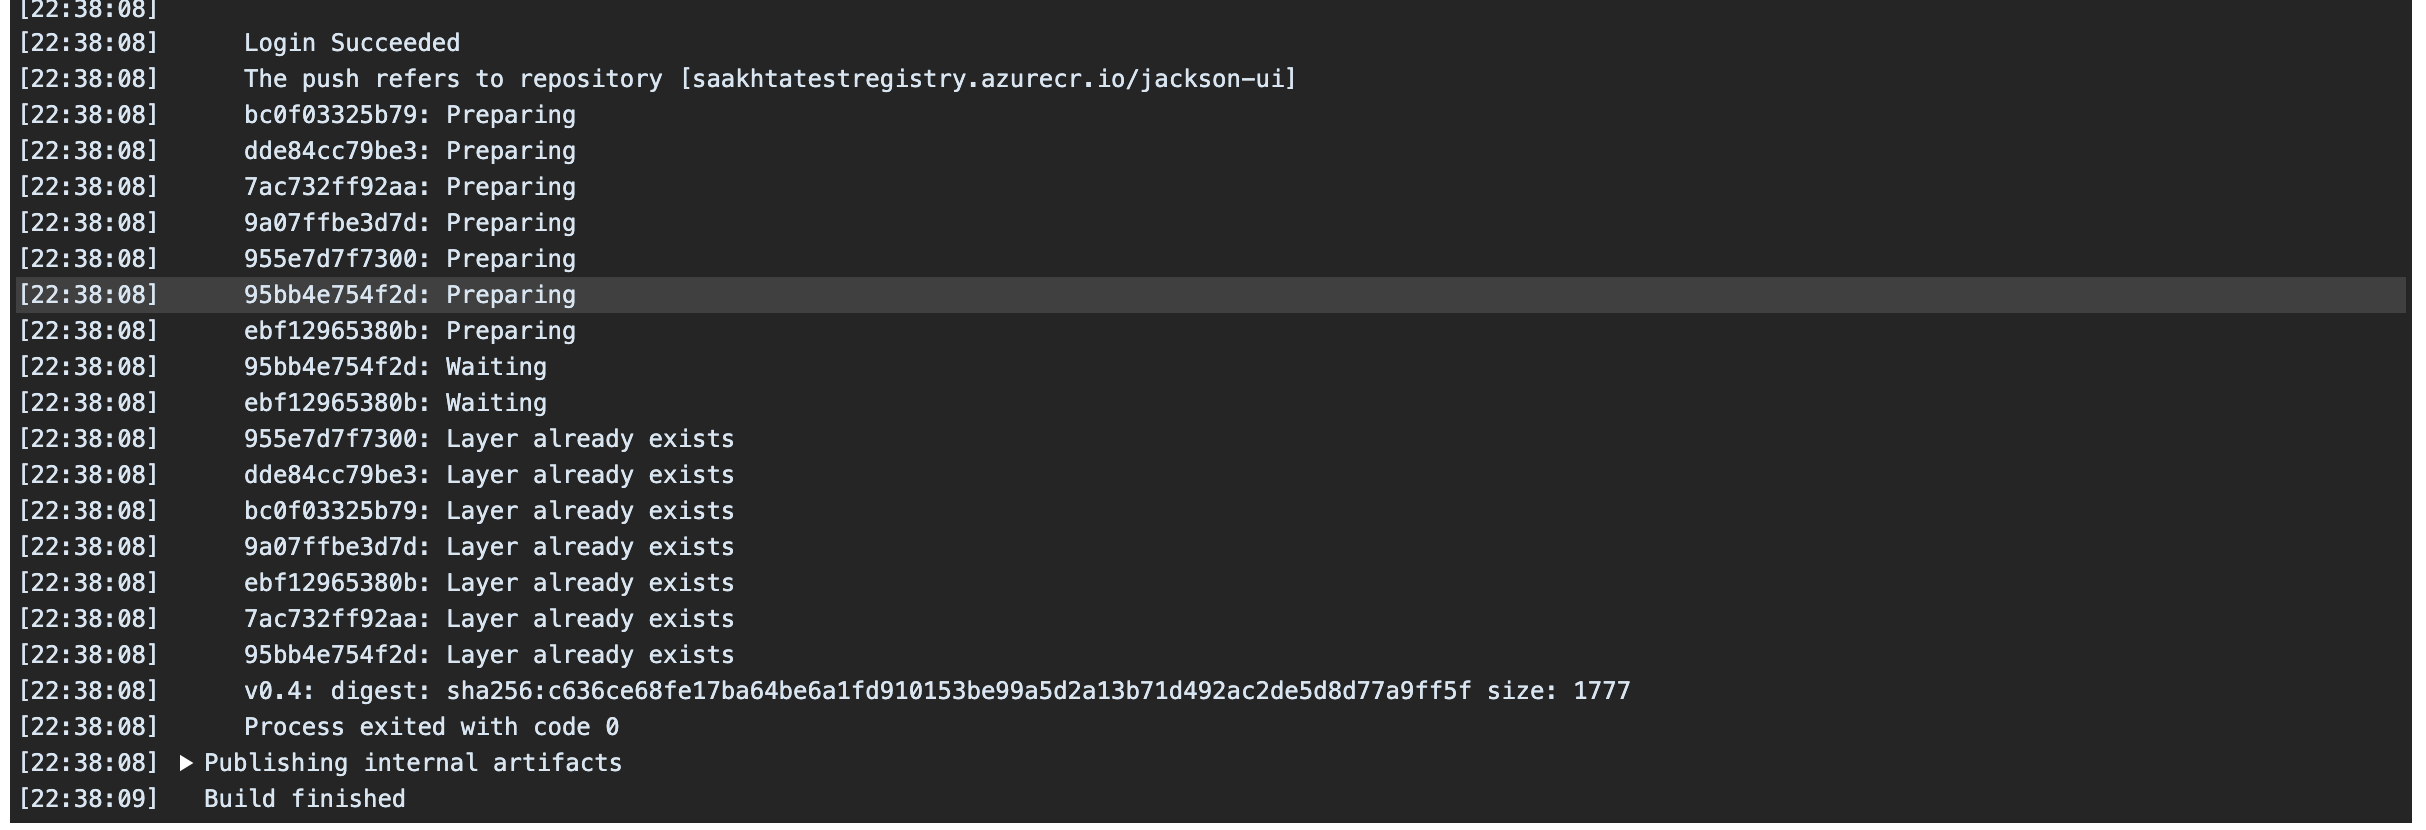 [22:38:08]
[22:38:08] Login Succeeded
[22:38:08] The push refers to repository [saakhtatestregistry.azurecr.io/jackson-ui]
[22:38:08] bc0f03325b79: Preparing
[22:38:08] dde84cc79be3: Preparing
[22:38:08] 7ac732ff92aa: Preparing
[22:38:08] 9a07ffbe3d7d: Preparing
[22:38:08] 955e7d7f7300: Preparing
[22:38:08] 95bb4e754f2d: Preparing
[22:38:08] ebf12965380b: Preparing
[22:38:08] 95bb4e754f2d: Waiting
[22:38:08] ebf12965380b: Waiting
[22:38:08] 955e7d7f7300: Layer already exists
[22:38:08] dde84cc79be3: Layer already exists
[22:38:08] bc0f03325b79: Layer already exists
[22:38:08] 9a07ffbe3d7d: Layer already exists
[22:38:08] ebf12965380b: Layer already exists
[22:38:08] 7ac732ff92aa: Layer already exists
[22:38:08] 95bb4e754f2d: Layer already exists
[22:38:08] v0.4: digest: sha256:c636ce68fe17ba64be6a1fd910153be99a5d2a13b71d492ac2de5d8d77a9ff5f size: 1777
[22:38:08] Process exited with code 0
[22:38:08] Publishing internal artifacts
[22:38:09] Build finished